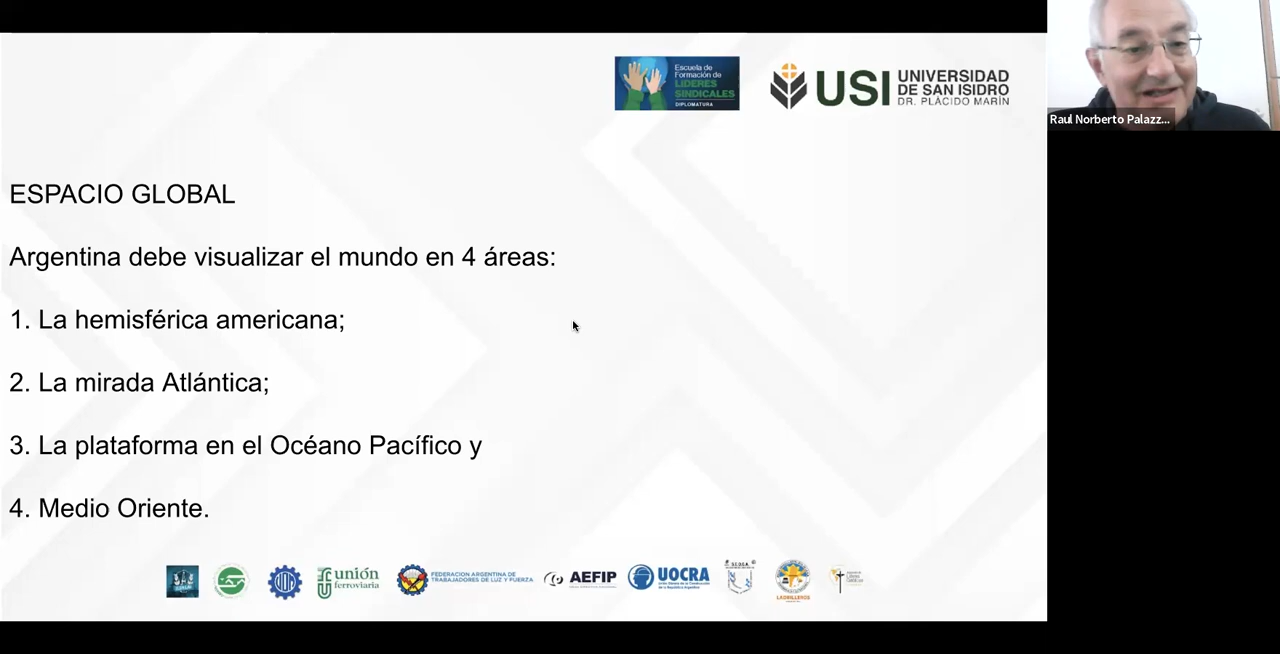 Escuela de
Formación de
LIDERES
SINDICALES
DIPLOMATURA
USI
UNIVERSIDAD
DE SAN ISIDRO
DR. PLÁCIDO MARÍN
Raul Norberto Palazz...
ESPACIO GLOBAL
Argentina debe visualizar el mundo en 4 áreas:
1. La hemisférica americana;
2. La mirada Atlántica;
3. La plataforma en el Océano Pacífico y
4. Medio Oriente.
unión
ferroviaria
FEDERACION ARGENTINA DE
TRABAJADORES DE LUZ Y FUERZA
AEFIP
UOCRA
LADRILLEROS